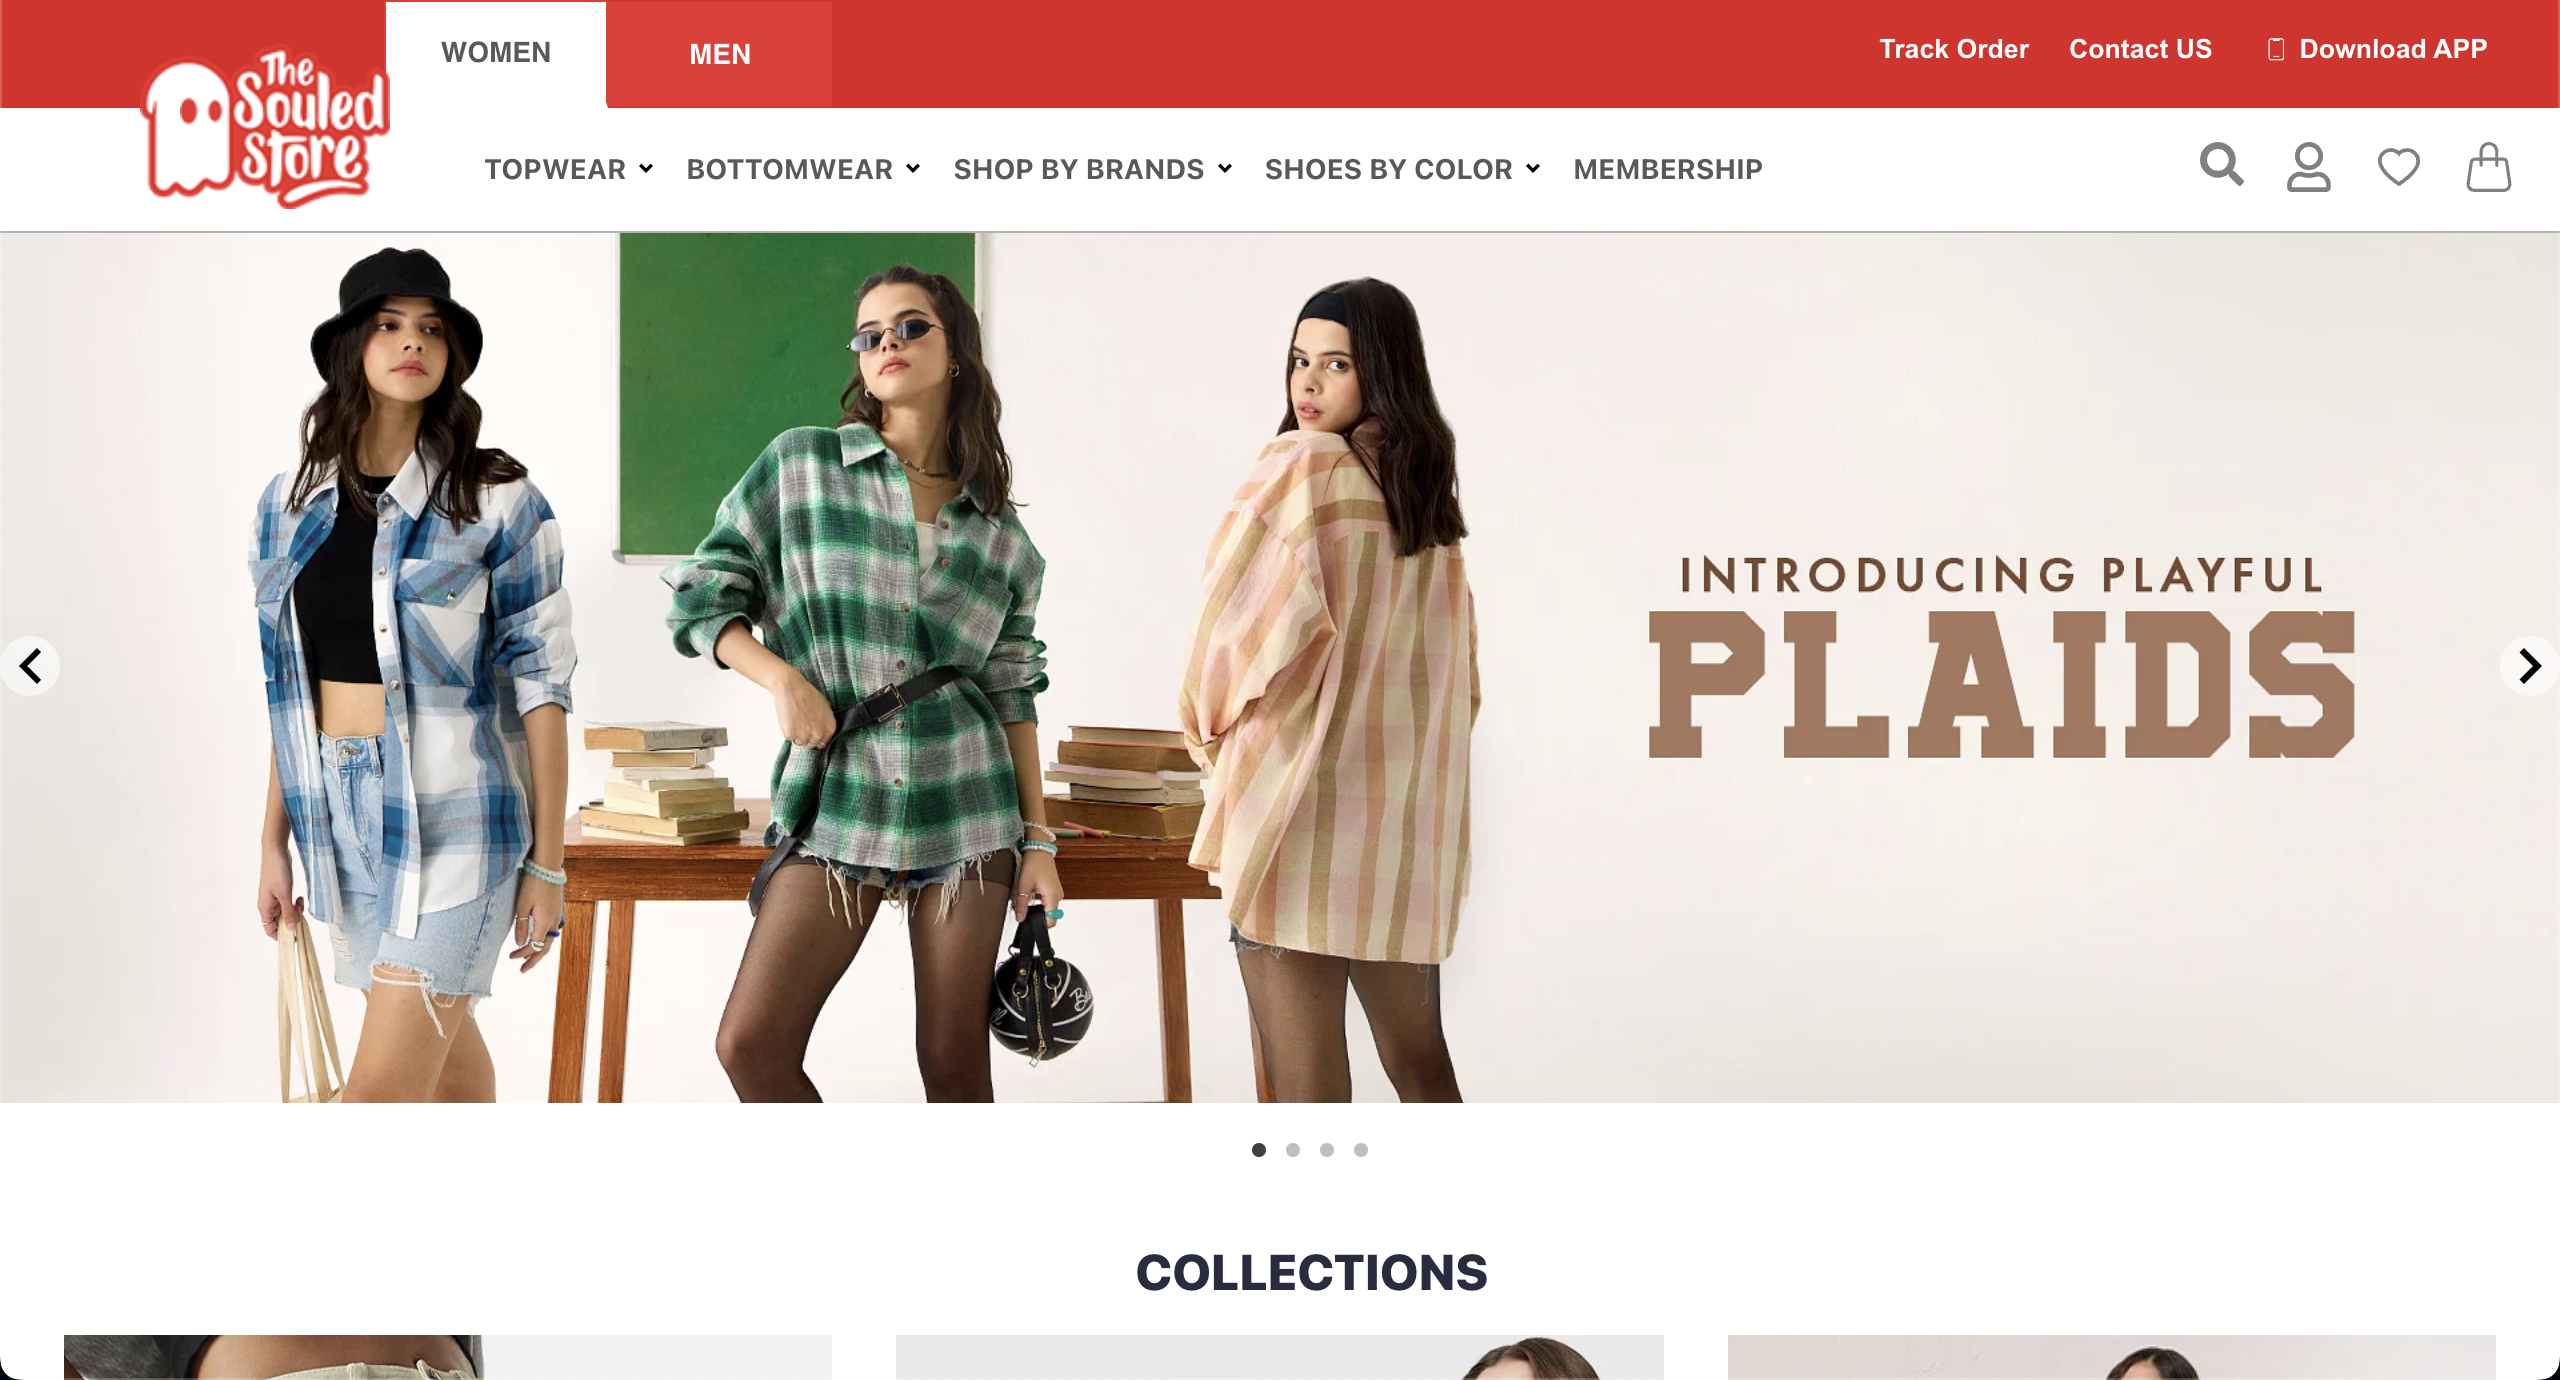 WOMEN
MEN
Track Order
Contact US
Download APP
The
Souled
Store
TOPWEAR
BOTTOMWEAR
SHOP BY BRANDS
SHOES BY COLOR
MEMBERSHIP
INTRODUCING PLAYFUL
PLAIDS
COLLECTIONS